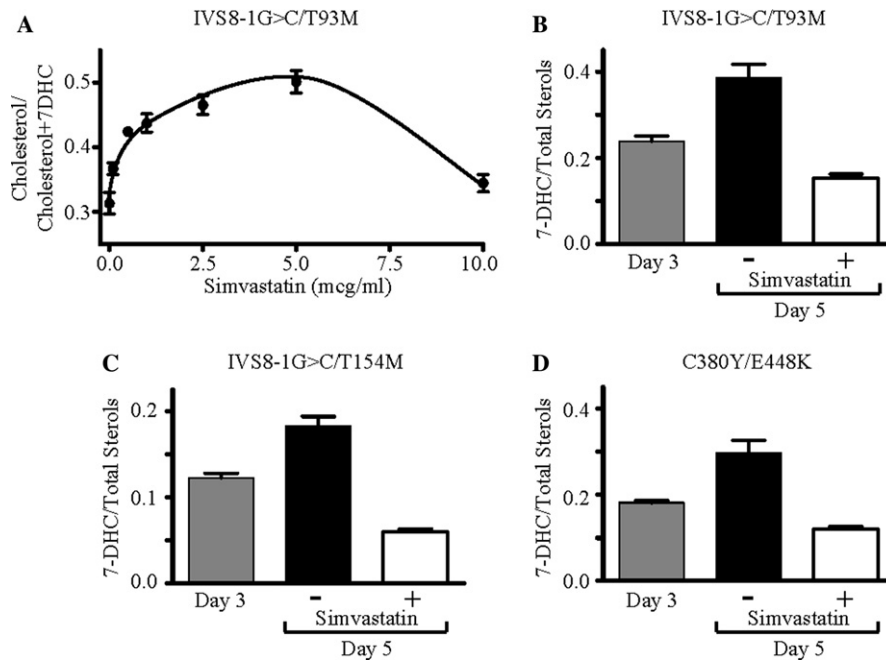 A
IVS8-1G>C/T93M
Cholesterol/
Cholesterol+7DHC
0.5
0.4
0.3
0.0 2.5 5.0 7.5 10.0
Simvastatin (mcg/ml)
B
IVS8-1G>C/T93M
7-DHC/Total Sterols
0.4
0.2
0.0
Day 3 - +
Simvastatin
Day 5
C
IVS8-1G>C/T154M
7-DHC/Total Sterols
0.2
0.1
0.0
Day 3 - +
Simvastatin
Day 5
D
C380Y/E448K
7-DHC/Total Sterols
0.4
0.2
0.0
Day 3 - +
Simvastatin
Day 5